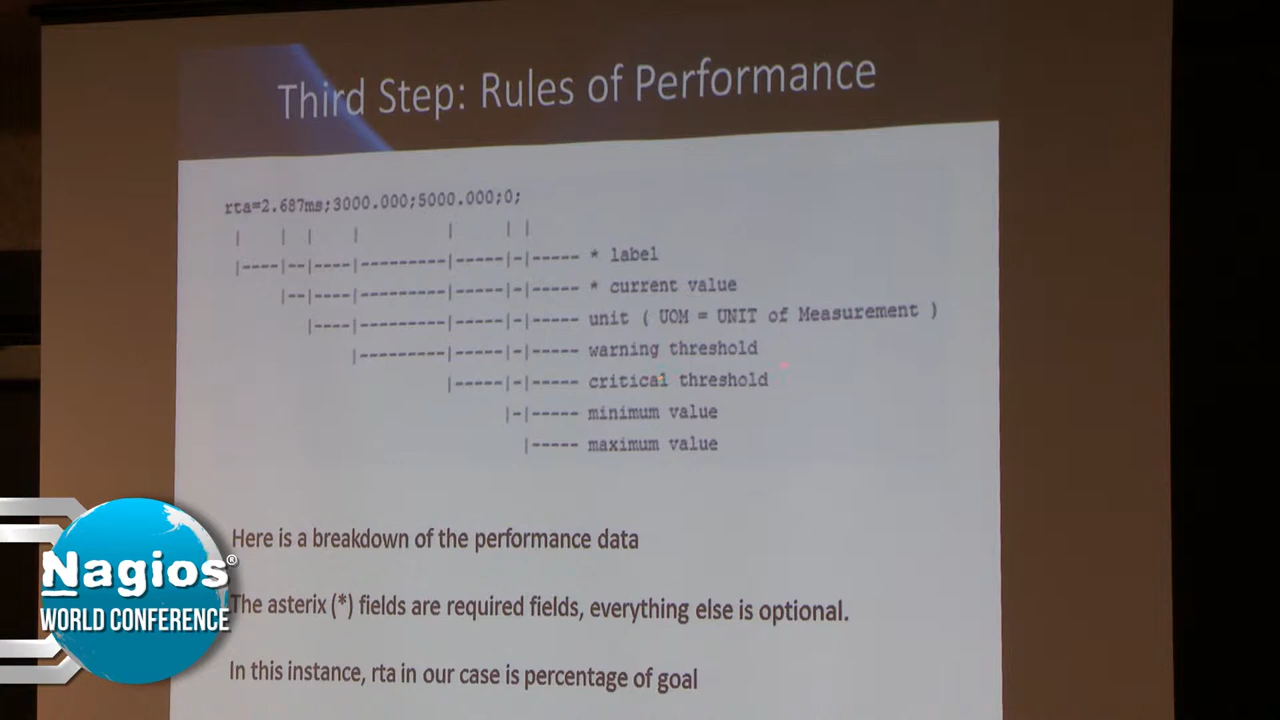 Third Step: Rules of Performance
rta=2.687ms;3000.000;5000.000;0;
| | | | | | |
|----|--|----|---------|-----|-|----- * label
|--|----|---------|-----|-|----- * current value
|----|---------|-----|-|----- unit ( UOM = UNIT of Measurement )
|---------|-----|-|----- warning threshold
|-----|-|----- critical threshold
|-|----- minimum value
|----- maximum value
Here is a breakdown of the performance data
The asterix (*) fields are required fields, everything else is optional.
In this instance, rta in our case is percentage of goal
Nagios®
WORLD CONFERENCE